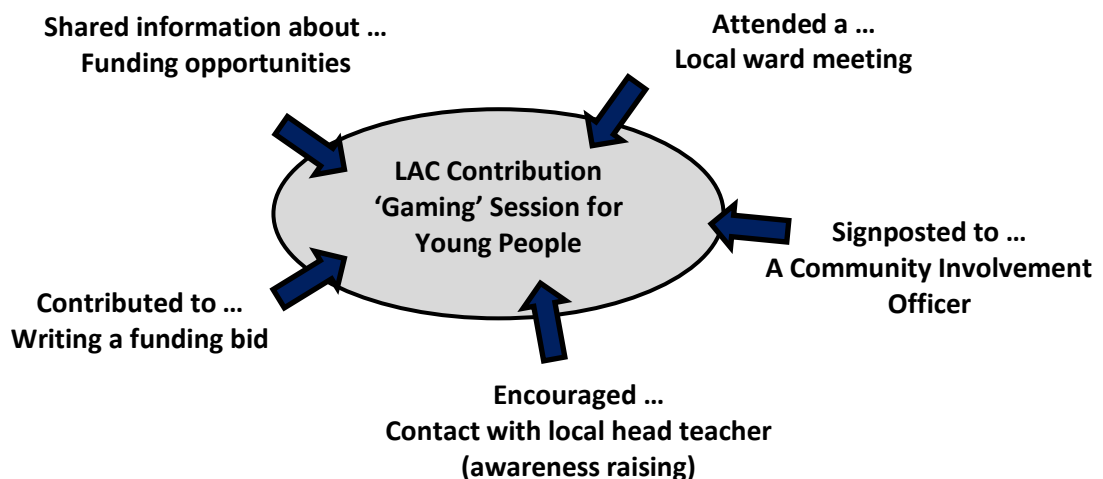 Shared information about …
Funding opportunities
Attended a …
Local ward meeting
LAC Contribution
‘Gaming’ Session for
Young People
Signposted to …
A Community Involvement
Officer
Contributed to …
Writing a funding bid
Encouraged …
Contact with local head teacher
(awareness raising)